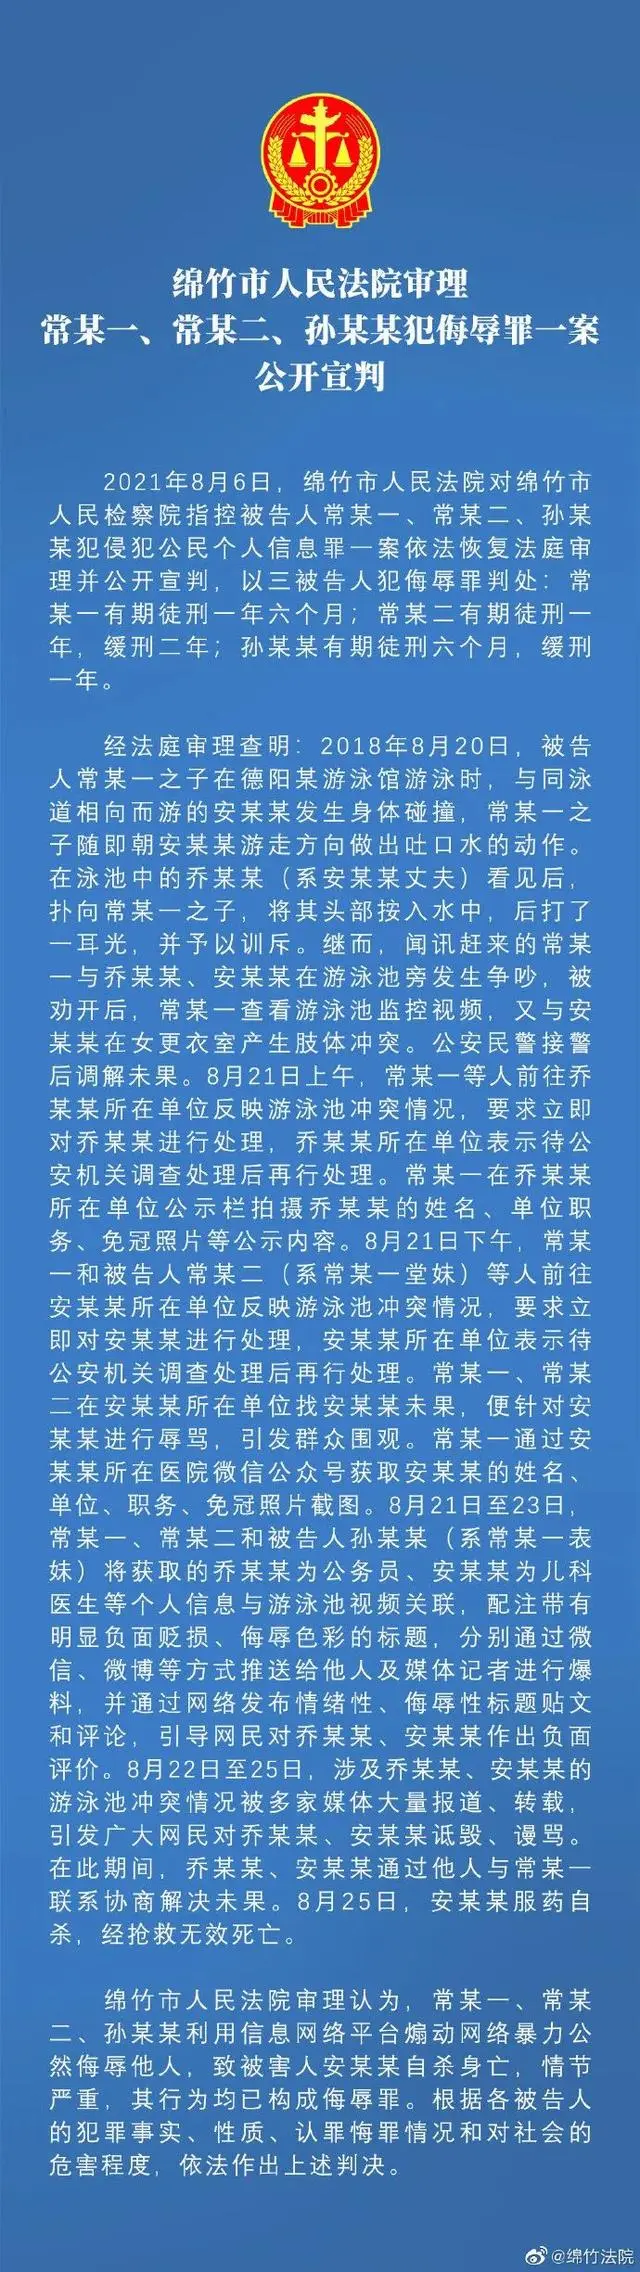 绵竹市人民法院审理
常某一、常某二、孙某某犯侮辱罪一案
公开宣判
2021年8月6日，绵竹市人民法院对绵竹市
人民检察院指控被告人常某一、常某二、孙某
某犯侵犯公民个人信息罪一案依法恢复法庭审
理并公开宣判，以三被告人犯侮辱罪判处：常
某一有期徒刑一年六个月；常某二有期徒刑一
年，缓刑二年；孙某某有期徒刑六个月，缓刑
一年。
经法庭审理查明：2018年8月20日，被告
人常某一之子在德阳某游泳馆游泳时，与同泳
道相向而游的安某某发生身体碰撞，常某一之
子随即朝安某某游走方向做出吐口水的动作。
在泳池中的乔某某（系安某某丈夫）看见后，
扑向常某一之子，将其头部按入水中，后打了
一耳光，并予以训斥。继而，闻讯赶来的常某
一与乔某某、安某某在游泳池旁发生争吵，被
劝开后，常某一查看游泳池监控视频，又与安
某某在女更衣室产生肢体冲突。公安民警接警
后调解未果。8月21日上午，常某一等人前往乔
某某所在单位反映游泳池冲突情况，要求立即
对乔某某进行处理，乔某某所在单位表示待公
安机关调查处理后再行处理。常某一在乔某某
所在单位公示栏拍摄乔某某的姓名、单位职
务、免冠照片等公示内容。8月21日下午，常某
一和被告人常某二（系常某一堂妹）等人前往
安某某所在单位反映游泳池冲突情况，要求立
即对安某某进行处理，安某某所在单位表示待
公安机关调查处理后再行处理。常某一、常某
二在安某某所在单位找安某某未果，便针对安
某某进行辱骂，引发群众围观。常某一通过安
某某所在医院微信公众号获取安某某的姓名、
单位、职务、免冠照片截图。8月21日至23日，
常某一、常某二和被告人孙某某（系常某一表
妹）将获取的乔某某为公务员、安某某为儿科
医生等个人信息与游泳池视频关联，配注带有
明显负面贬损、侮辱色彩的标题，分别通过微
信、微博等方式推送给他人及媒体记者进行爆
料，并通过网络发布情绪性、侮辱性标题贴文
和评论，引导网民对乔某某、安某某作出负面
评价。8月22日至25日，涉及乔某某、安某某的
游泳池冲突情况被多家媒体大量报道、转载，
引发广大网民对乔某某、安某某诋毁、谩骂。
在此期间，乔某某、安某某通过他人与常某一
联系协商解决未果。8月25日，安某某服药自
杀，经抢救无效死亡。
绵竹市人民法院审理认为，常某一、常某
二、孙某某利用信息网络平台煽动网络暴力公
然侮辱他人，致被害人安某某自杀身亡，情节
严重，其行为均已构成侮辱罪。根据各被告人
的犯罪事实、性质、认罪悔罪情况和对社会的
危害程度，依法作出上述判决。
@绵竹法院